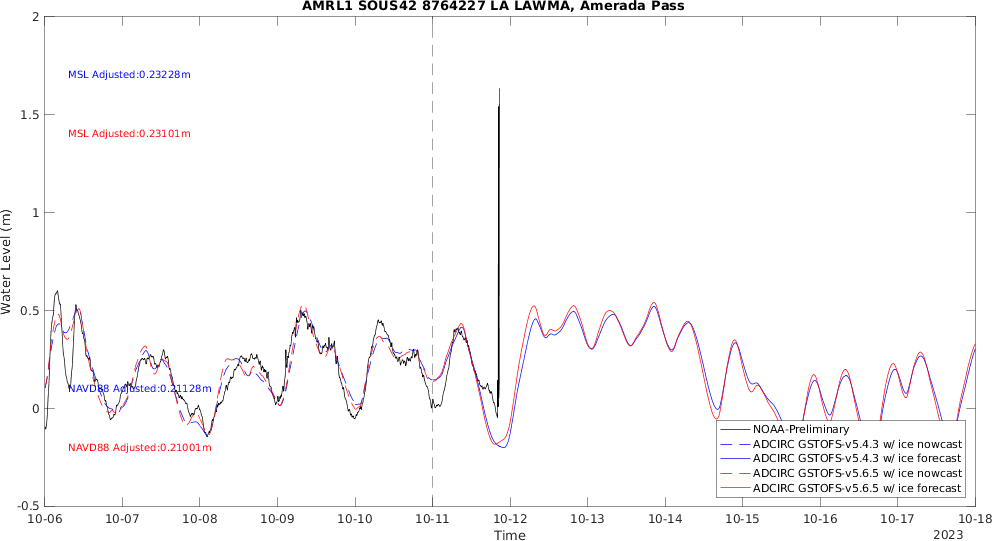 AMRL1 SOUS42 8764227 LA LAWMA, Amerada Pass
2
MSL Adjusted:0.23228m
1.5
MSL Adjusted:0.23101m
1
Water Level (m)
0.5
NAVD88 Adjusted:0.21128m
0
NAVD88 Adjusted:0.21001m
NOAA-Preliminary
ADCIRC GSTOFS-v5.4.3 w/ ice nowcast
ADCIRC GSTOFS-v5.4.3 w/ ice forecast
ADCIRC GSTOFS-v5.6.5 w/ ice nowcast
ADCIRC GSTOFS-v5.6.5 w/ ice forecast
-0.5
10-06 10-07 10-08 10-09 10-10 10-11 10-12 10-13 10-14 10-15 10-16 10-17 10-18
Time
2023